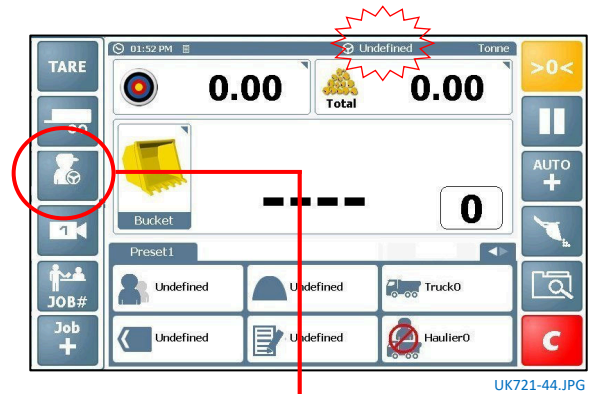 01:52 PM Undefined Tonne
TARE
0.00
Total
0.00
>0<
AUTO
+
Bucket
----
0
1
Preset1
JOB#
Undefined
Undefined
Truck0
Job
+
Undefined
Undefined
Haulier0
C
UK721-44.JPG